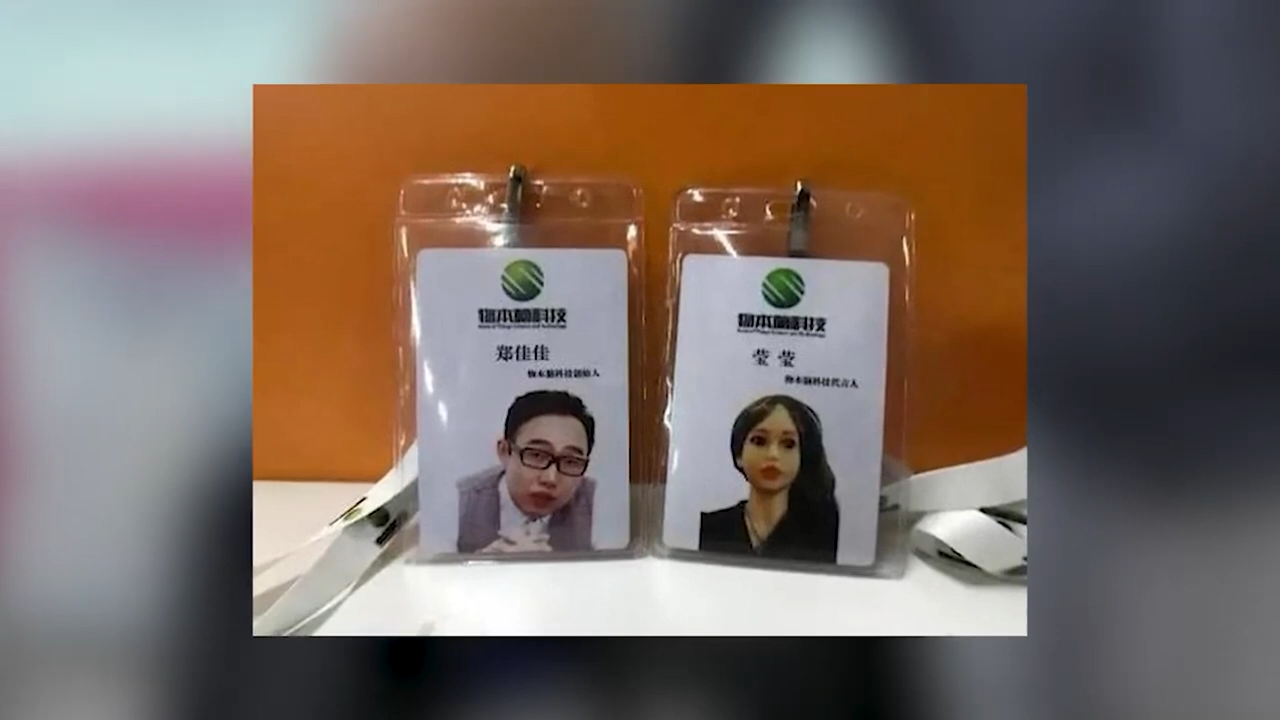 物本脑科技
郑佳佳
物本脑科技创始人
物本脑科技
莹 莹
物本脑科技代言人